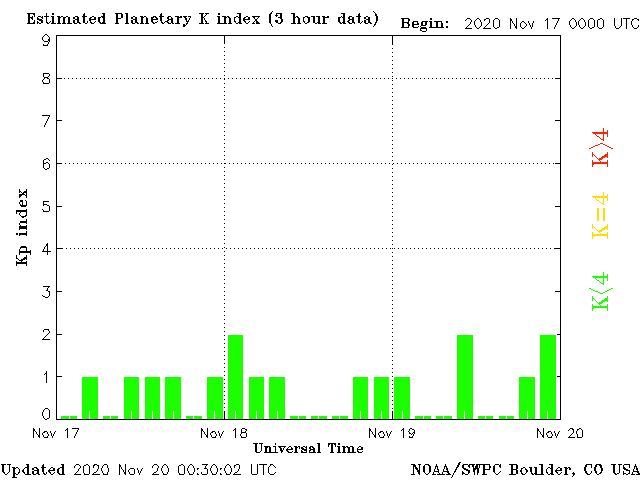 Estimated Planetary K index (3 hour data)
Begin: 2020 Nov 17 0000 UTC
9
8
7
6
5
4
3
2
1
0
Kp index
K>4
K=4
K<4
Nov 17
Nov 18
Nov 19
Nov 20
Universal Time
Updated 2020 Nov 20 00:30:02 UTC
NOAA/SWPC Boulder, CO USA